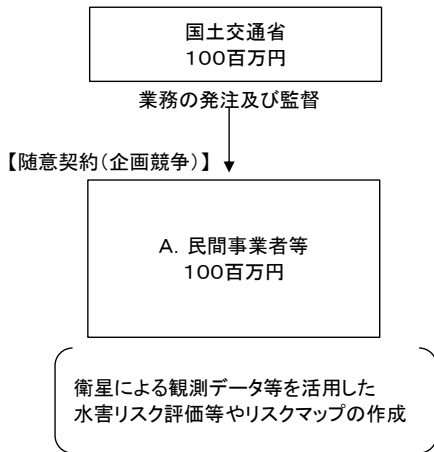 国土交通省
100百万円
業務の発注及び監督
【随意契約(企画競争)】
A. 民間事業者等
100百万円
衛星による観測データ等を活用した
水害リスク評価等やリスクマップの作成